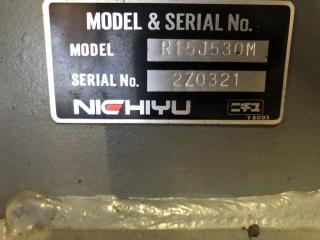 MODEL & SERIAL No.
MODEL R15J530M
SERIAL No. 2Z0321
NICHIYU ニチユ